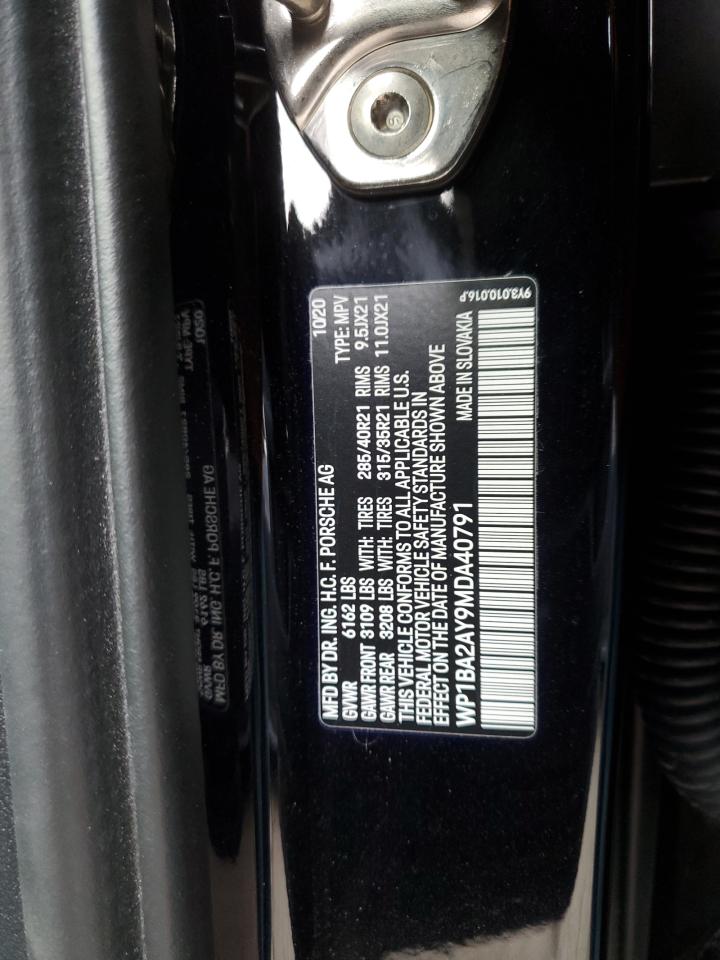 MFD BY DR. ING. H.C. F. PORSCHE AG 10/20
GVWR 6162 LBS TYPE: MPV
GAWR FRONT 3109 LBS WITH: TIRES 285/40R21 RIMS 9.5JX21
GAWR REAR 3208 LBS WITH: TIRES 315/35R21 RIMS 11.0JX21
THIS VEHICLE CONFORMS TO ALL APPLICABLE U.S.
FEDERAL MOTOR VEHICLE SAFETY STANDARDS IN
EFFECT ON THE DATE OF MANUFACTURE SHOWN ABOVE
WP1BA2AY9MDA40791 MADE IN SLOVAKIA
9Y3.010.016.P